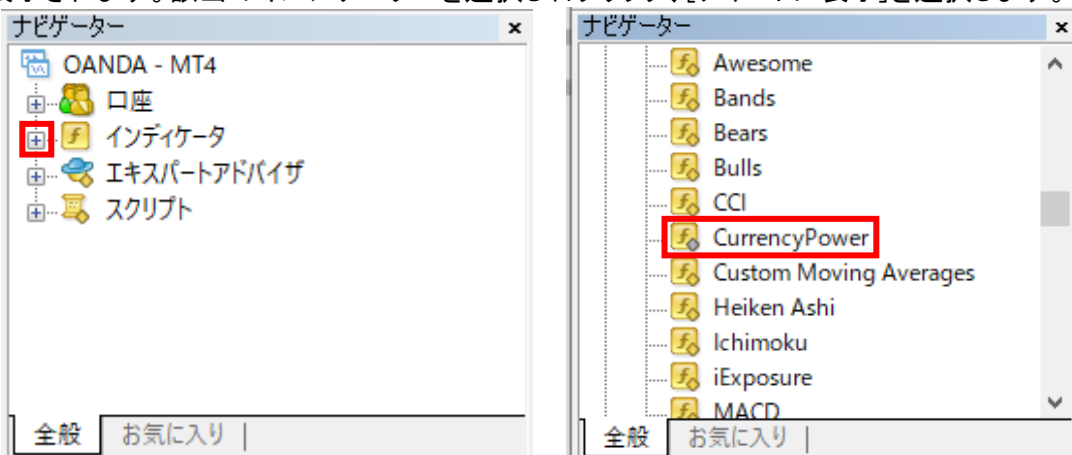 ナビゲーター
OANDA - MT4
口座
インディケータ
エキスパートアドバイザ
スクリプト
全般 お気に入り
ナビゲーター
Awesome
Bands
Bears
Bulls
CCI
CurrencyPower
Custom Moving Averages
Heiken Ashi
Ichimoku
iExposure
MACD
全般 お気に入り